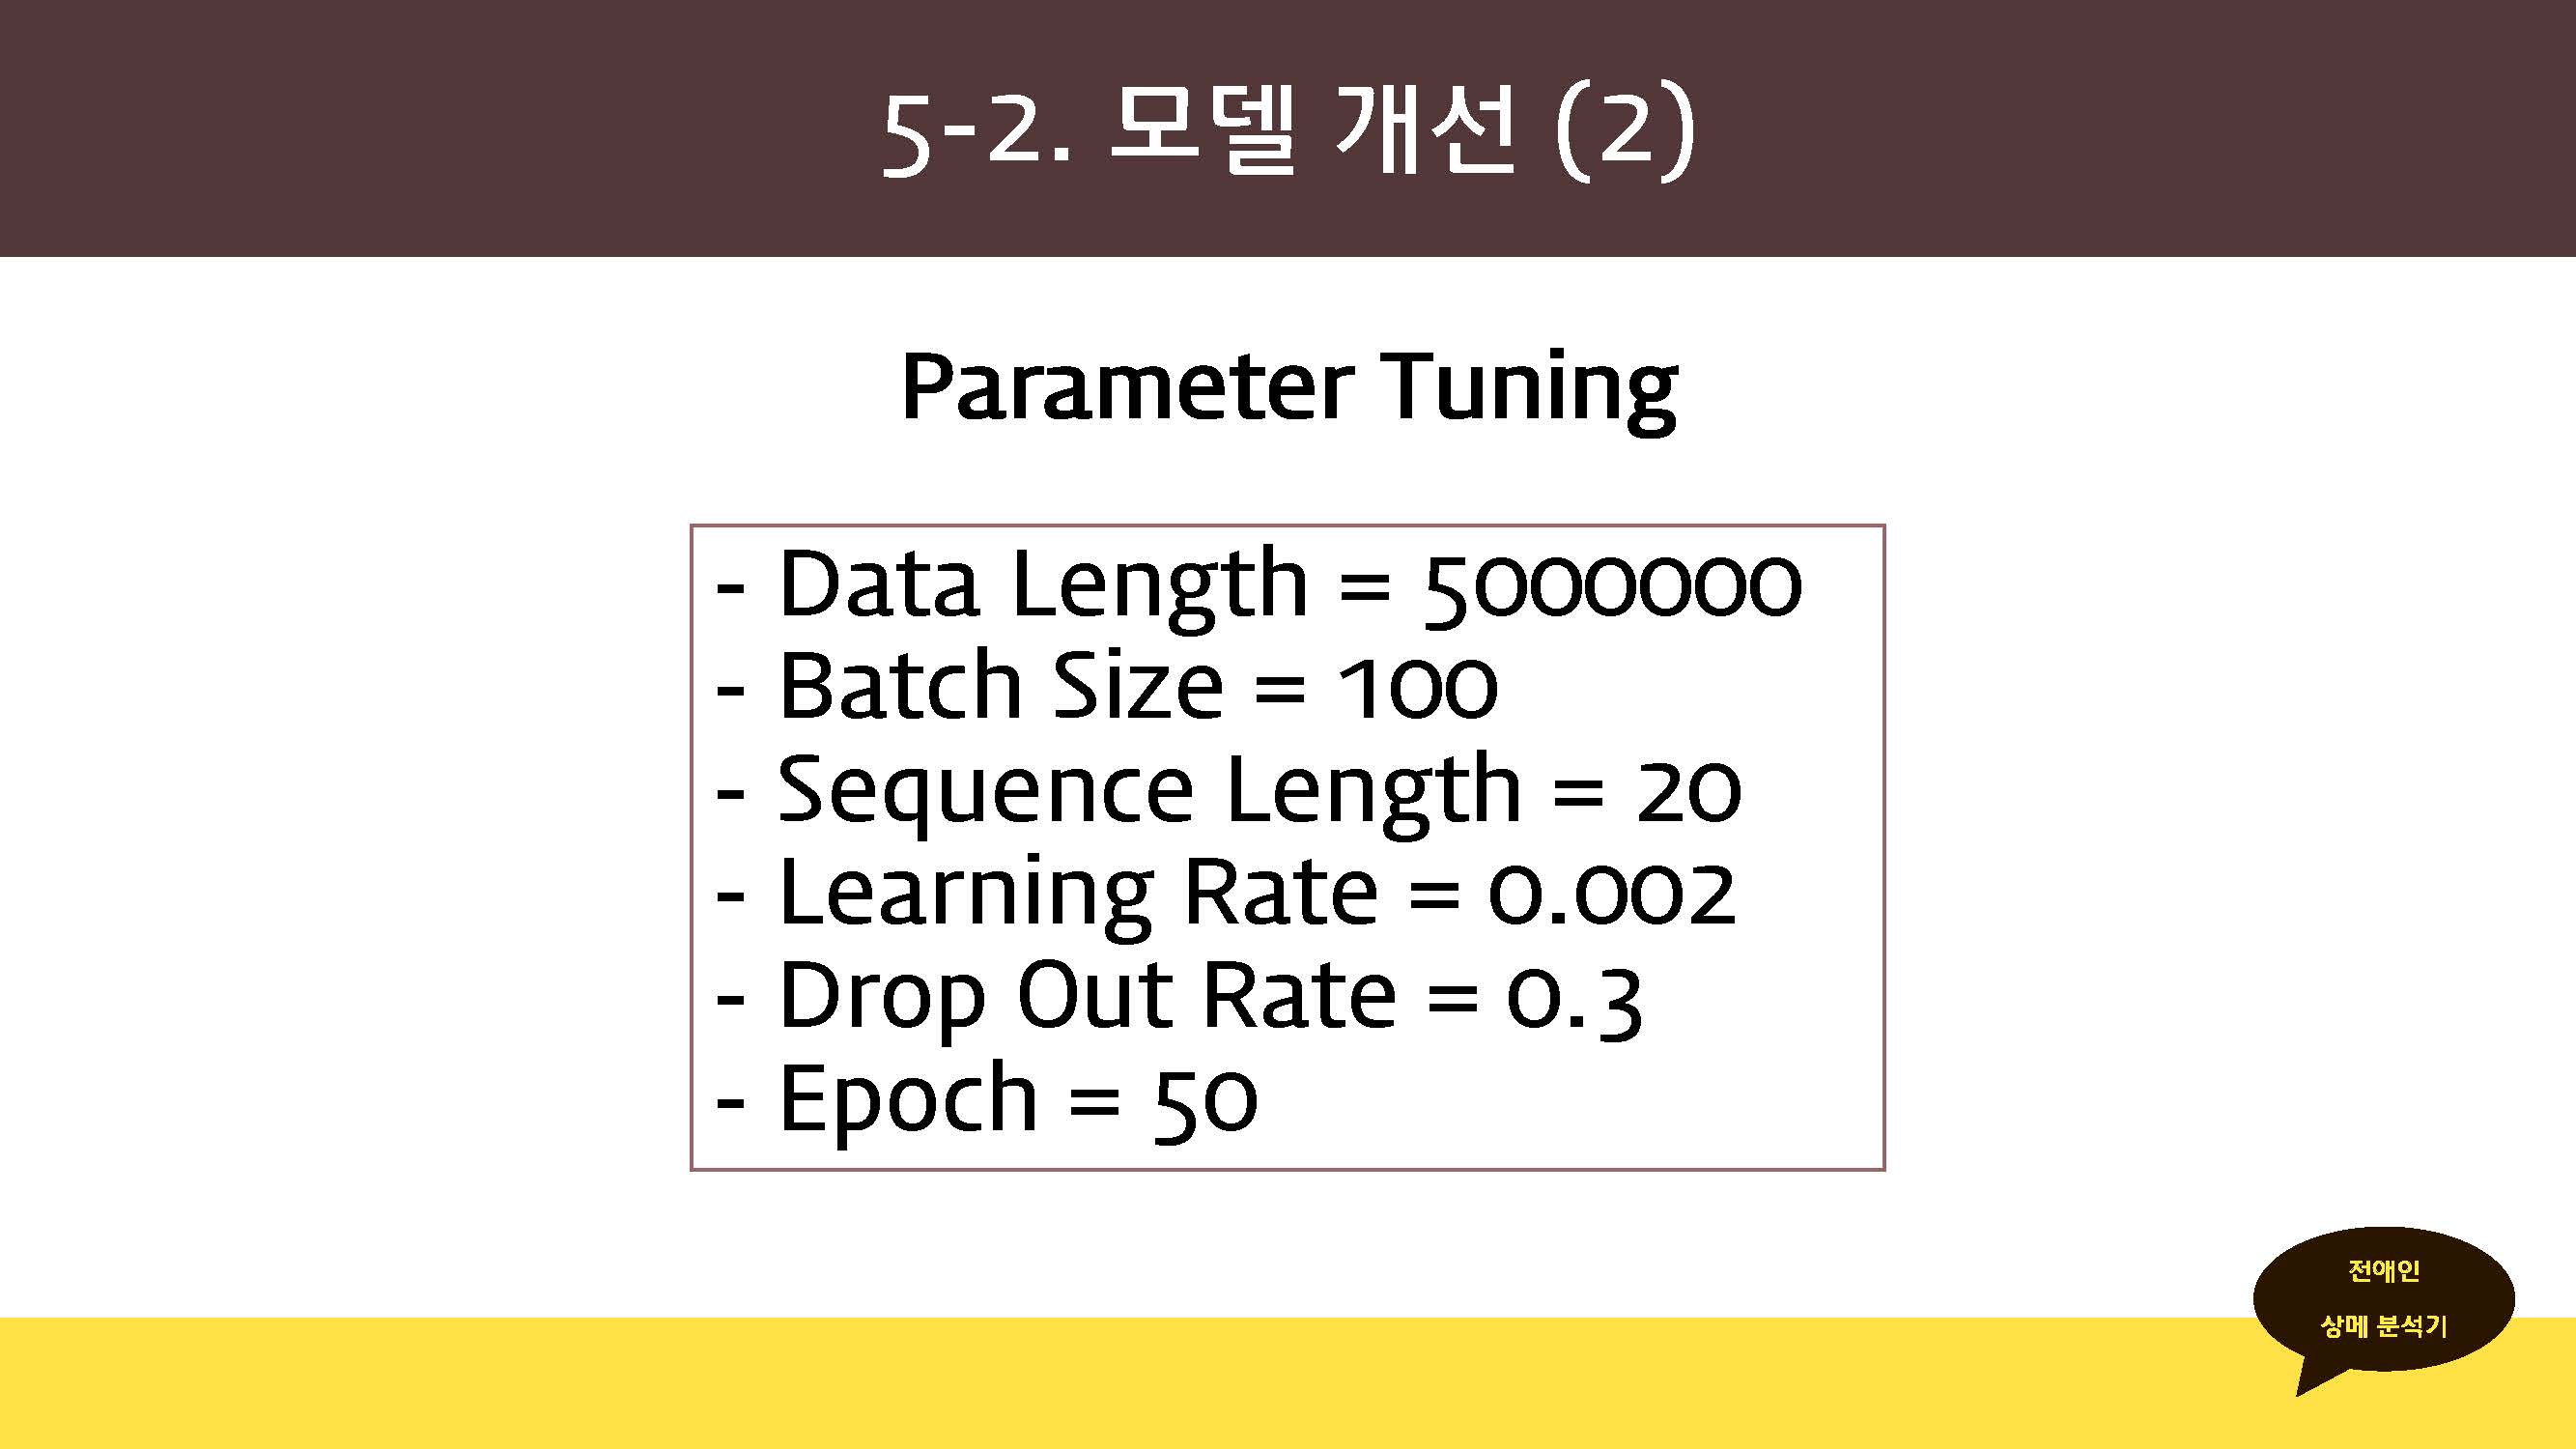 5-2. 모델 개선 (2)
Parameter Tuning
- Data Length = 5000000
- Batch Size = 100
- Sequence Length = 20
- Learning Rate = 0.002
- Drop Out Rate = 0.3
- Epoch = 50
전애인
상메 분석기